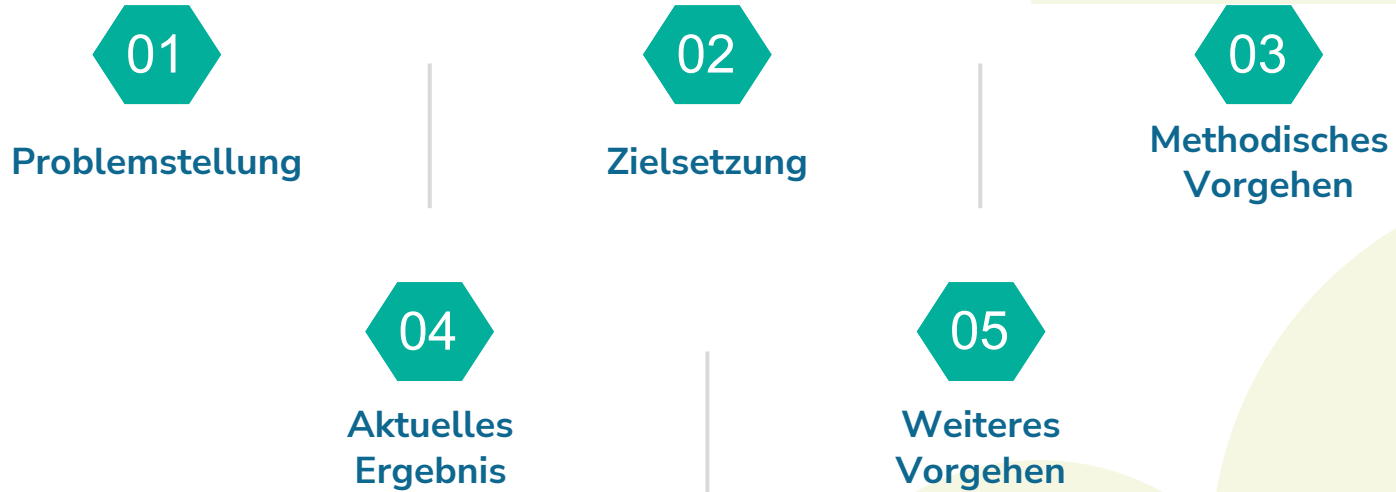 01
Problemstellung
02
Zielsetzung
03
Methodisches
Vorgehen
04
Aktuelles
Ergebnis
05
Weiteres
Vorgehen